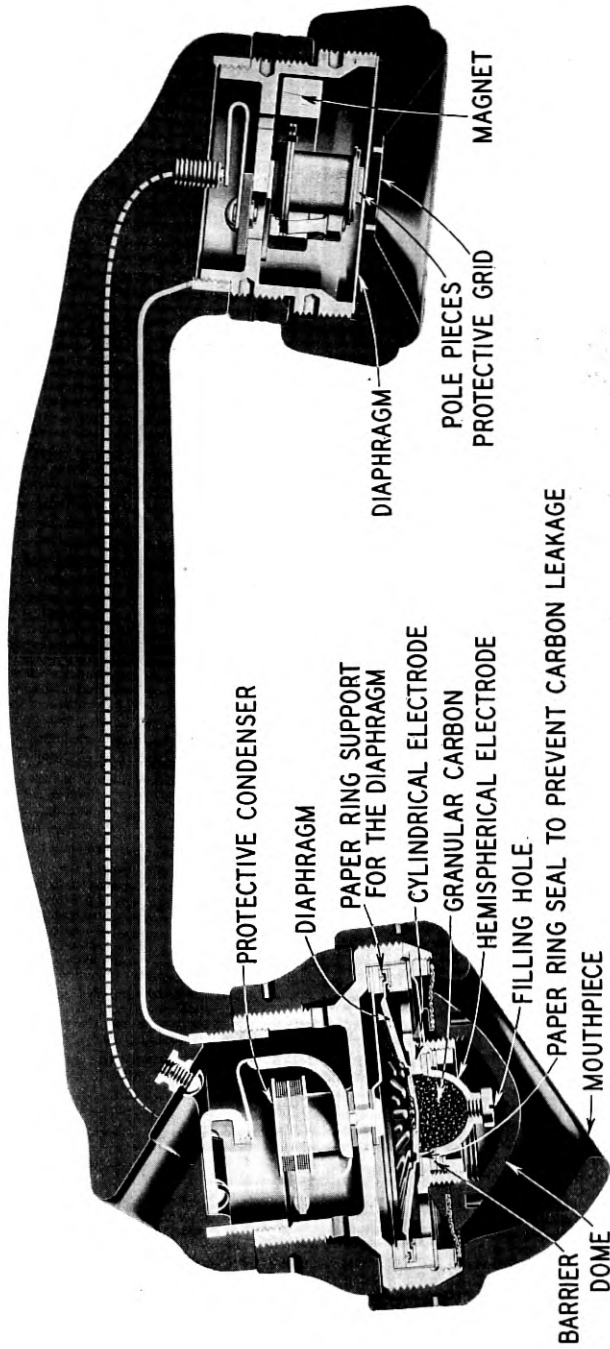 PROTECTIVE CONDENSER
DIAPHRAGM
PAPER RING SUPPORT
FOR THE DIAPHRAGM
CYLINDRICAL ELECTRODE
GRANULAR CARBON
HEMISPHERICAL ELECTRODE
FILLING HOLE
PAPER RING SEAL TO PREVENT CARBON LEAKAGE
MOUTHPIECE
BARRIER
DOME
DIAPHRAGM
POLE PIECES
PROTECTIVE GRID
MAGNET